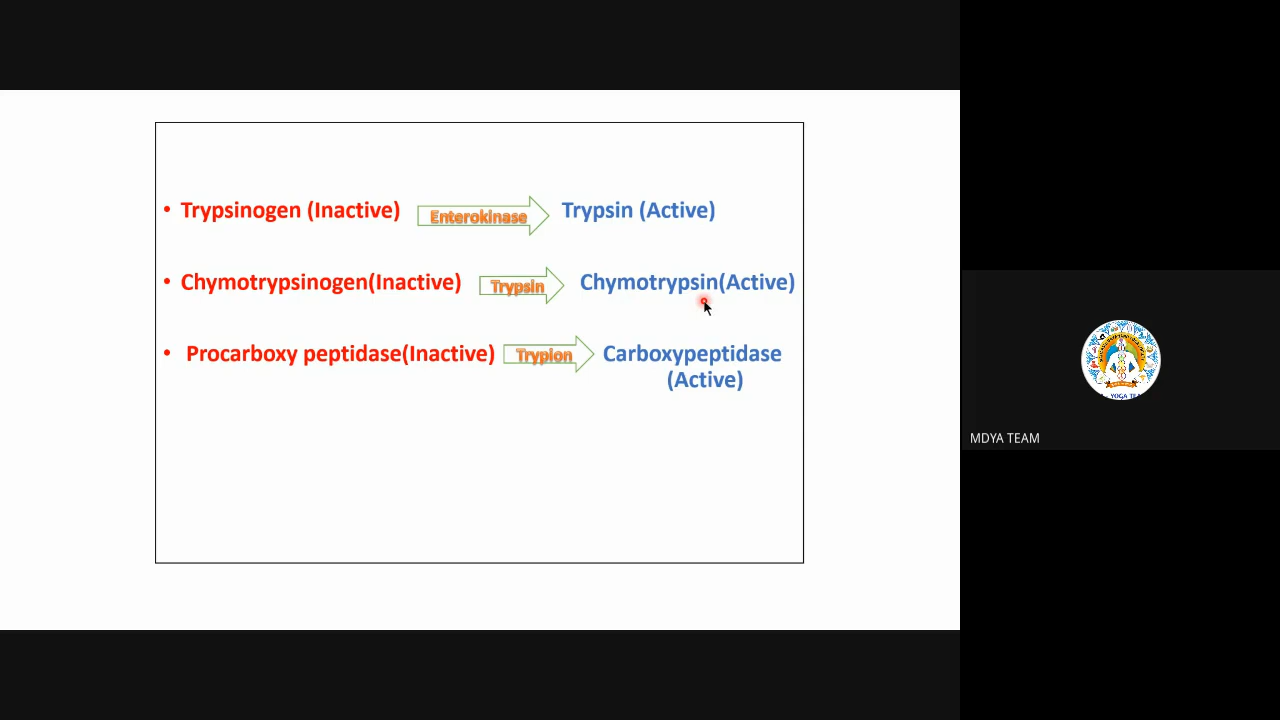 • Trypsinogen (Inactive) Enterokinase Trypsin (Active)
• Chymotrypsinogen(Inactive) Trypsin Chymotrypsin(Active)
• Procarboxy peptidase(Inactive) Trypion Carboxypeptidase
(Active)
MDYA TEAM